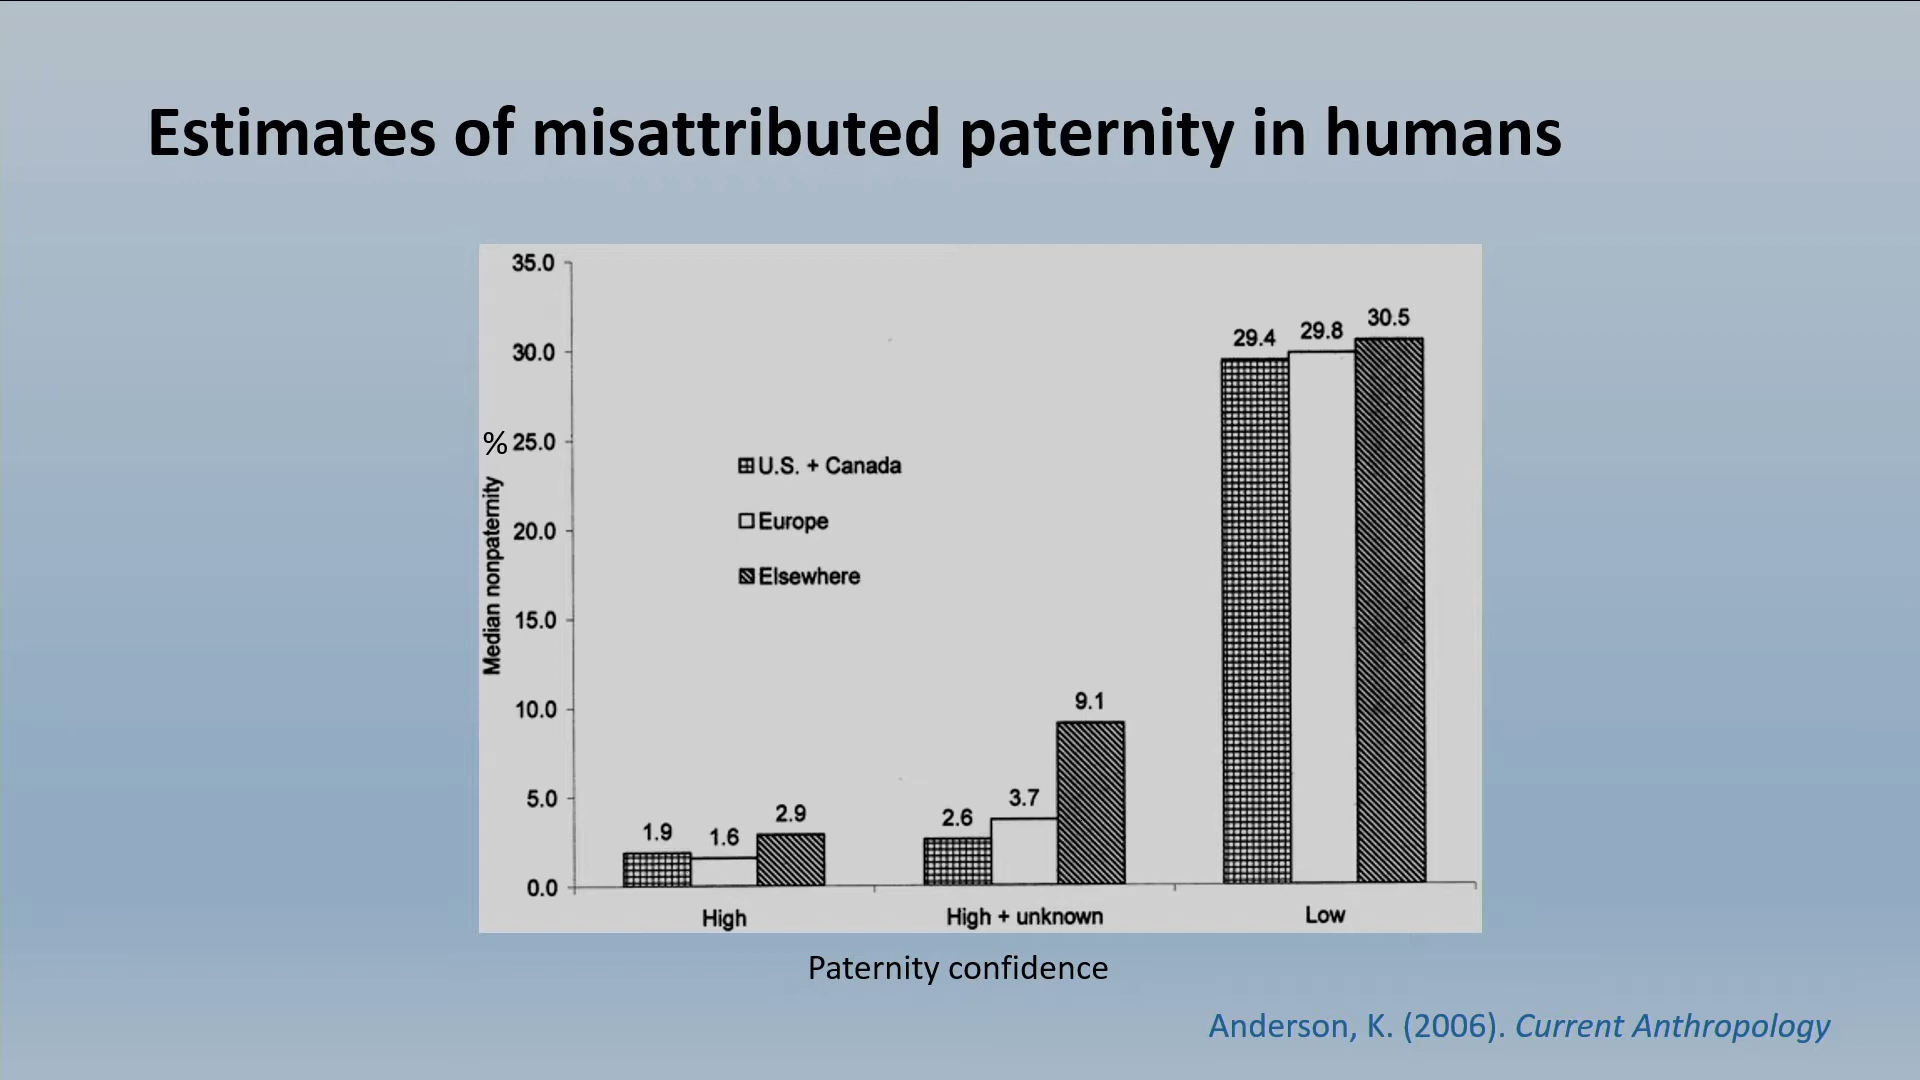 Estimates of misattributed paternity in humans
35.0
30.0
% 25.0
20.0
15.0
10.0
5.0
0.0
Median nonpaternity
U.S. + Canada
Europe
Elsewhere
1.9
1.6
2.9
2.6
3.7
9.1
29.4
29.8
30.5
High
High + unknown
Low
Paternity confidence
Anderson, K. (2006). Current Anthropology